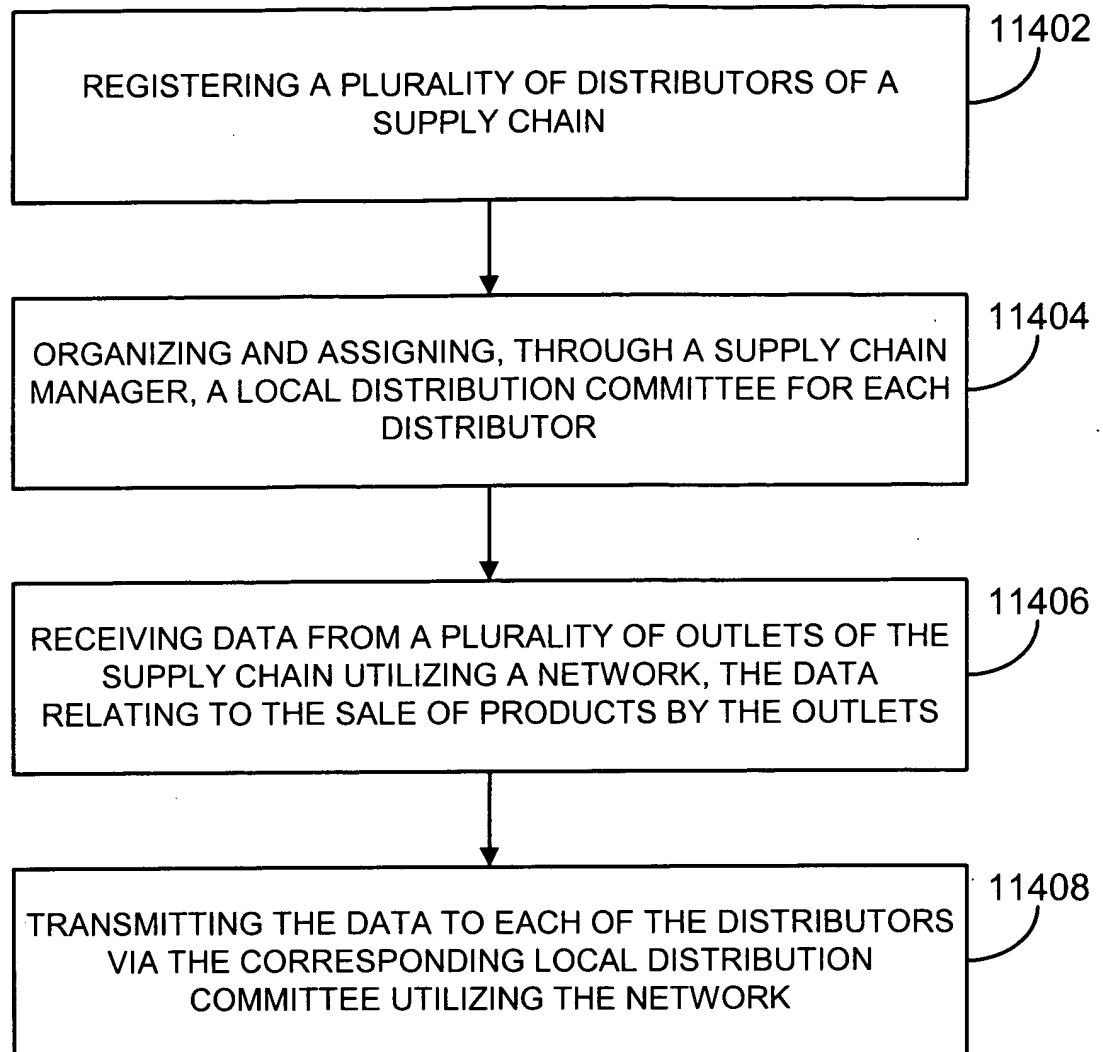 11402
REGISTERING A PLURALITY OF DISTRIBUTORS OF A
SUPPLY CHAIN
11404
ORGANIZING AND ASSIGNING, THROUGH A SUPPLY CHAIN
MANAGER, A LOCAL DISTRIBUTION COMMITTEE FOR EACH
DISTRIBUTOR
11406
RECEIVING DATA FROM A PLURALITY OF OUTLETS OF THE
SUPPLY CHAIN UTILIZING A NETWORK, THE DATA
RELATING TO THE SALE OF PRODUCTS BY THE OUTLETS
11408
TRANSMITTING THE DATA TO EACH OF THE DISTRIBUTORS
VIA THE CORRESPONDING LOCAL DISTRIBUTION
COMMITTEE UTILIZING THE NETWORK